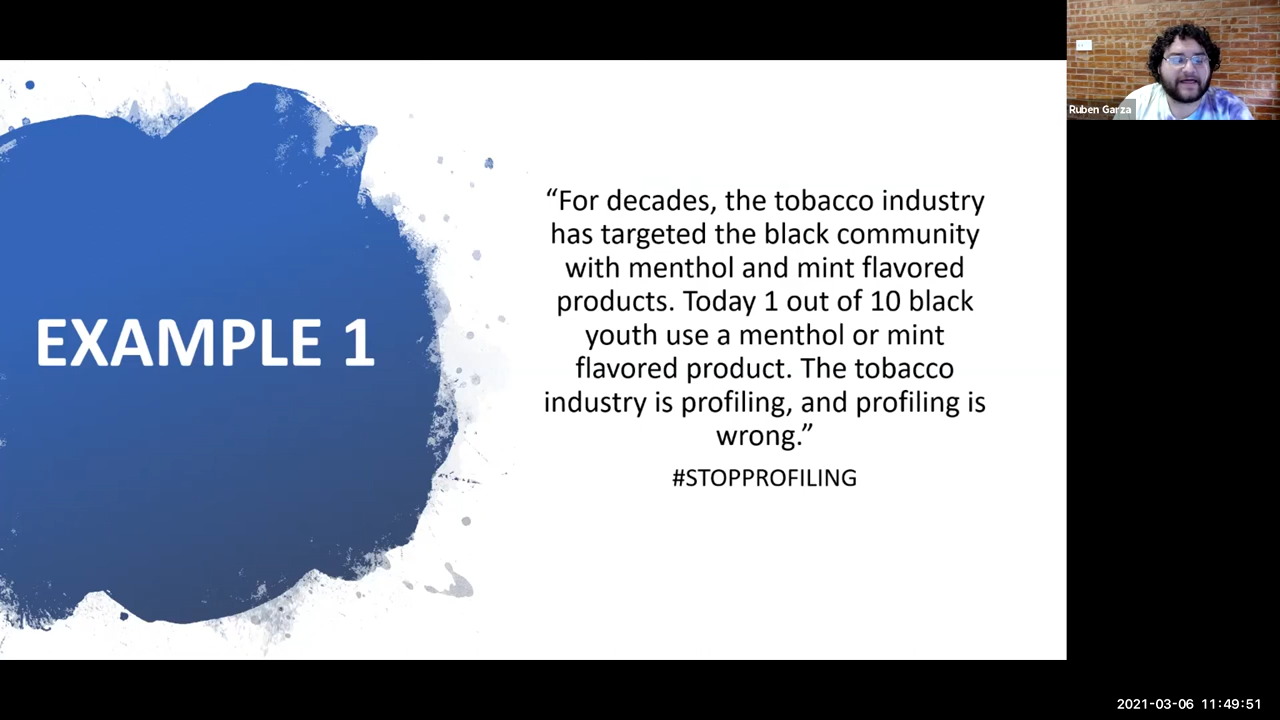 Ruben Garza
EXAMPLE 1
“For decades, the tobacco industry
has targeted the black community
with menthol and mint flavored
products. Today 1 out of 10 black
youth use a menthol or mint
flavored product. The tobacco
industry is profiling, and profiling is
wrong.”
#STOPPROFILING
2021-03-06 11:49:51